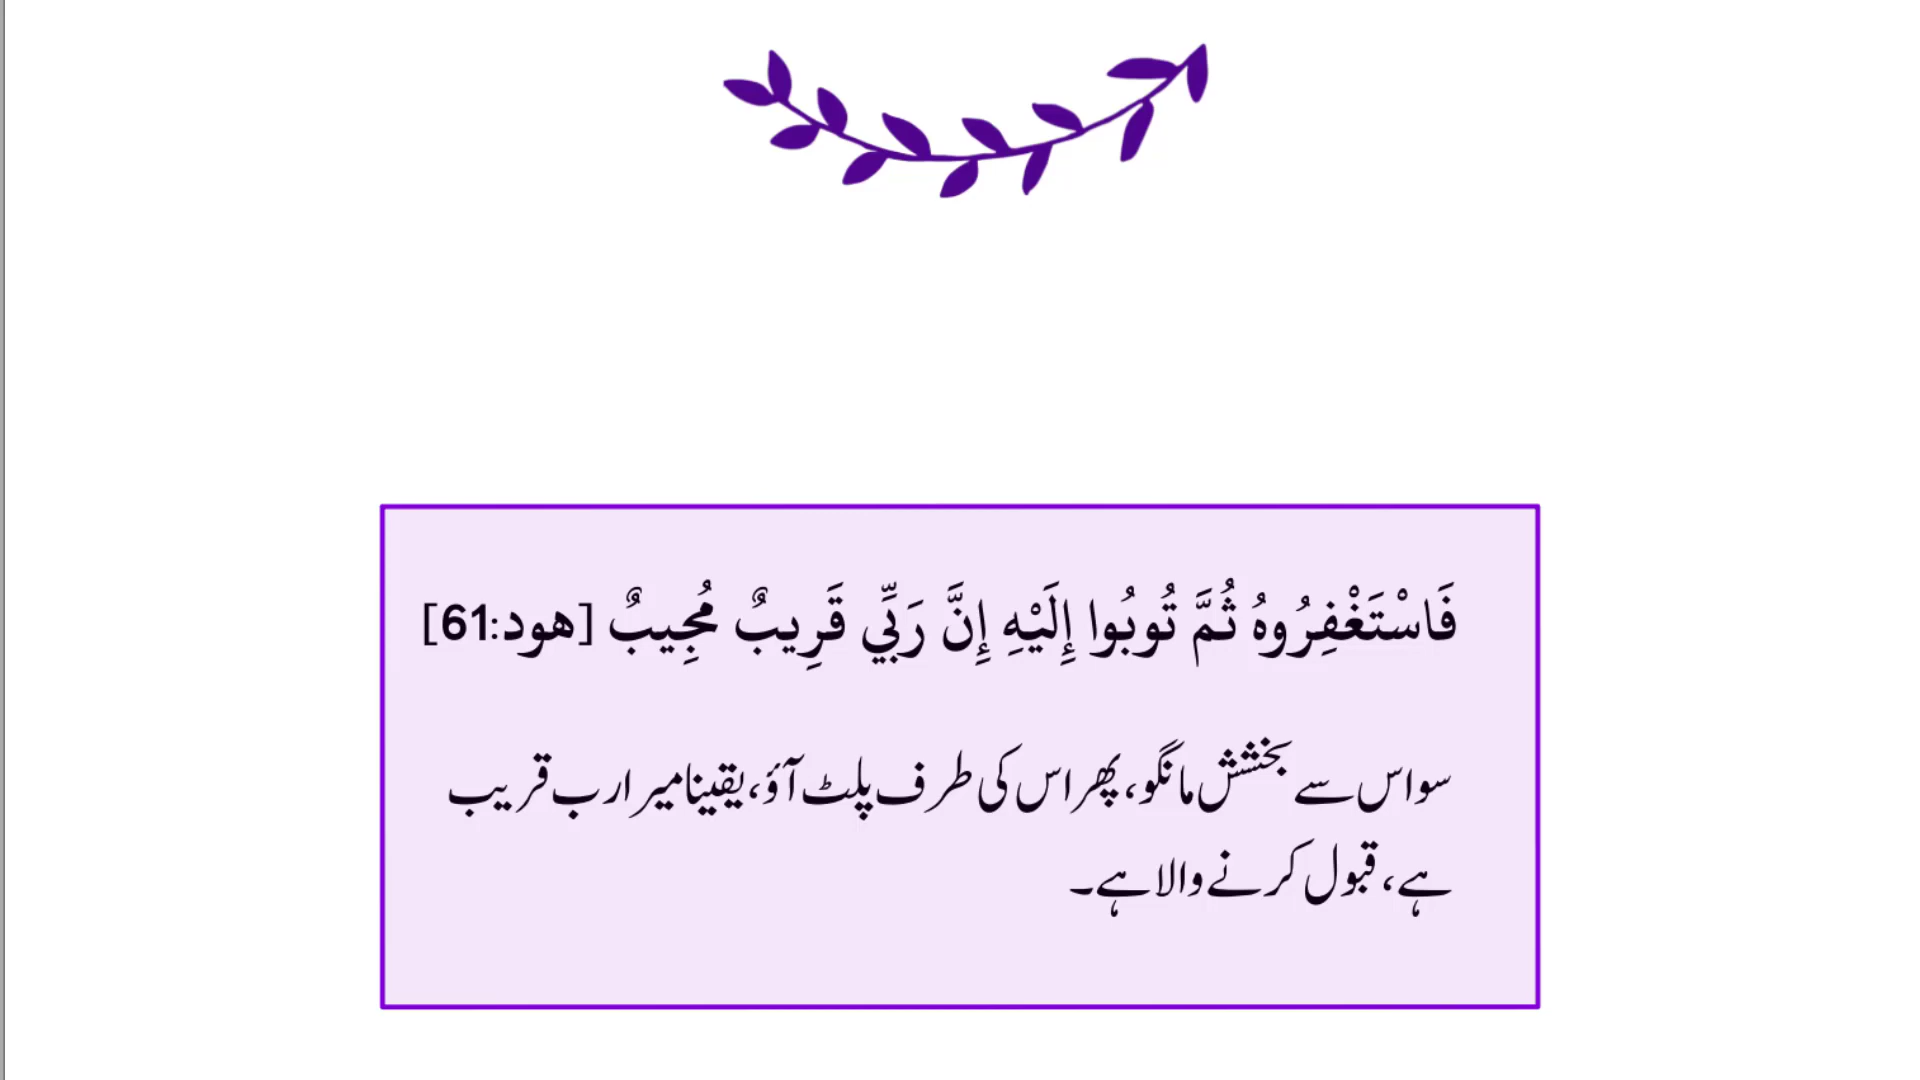 فَاسْتَغْفِرُوهُ ثُمَّ تُوبُوا إِلَيْهِ إِنَّ رَبِّي قَرِيبٌ مُجِيبٌ [هود:61]
سو اس سے بخشش مانگو، پھر اس کی طرف پلٹ آؤ، یقینا میرا رب قریب
ہے، قبول کرنے والا ہے۔